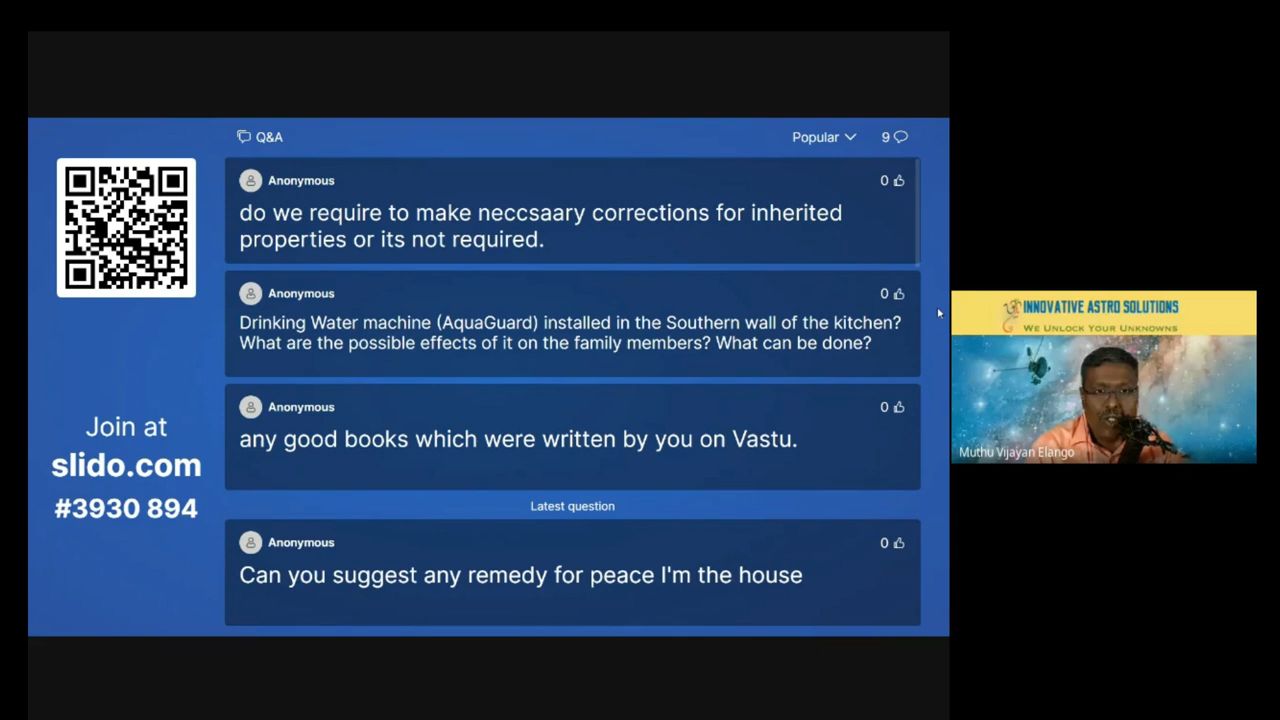 Q&A
Popular
9
Anonymous
0
do we require to make neccsaary corrections for inherited
properties or its not required.
Anonymous
0
Drinking Water machine (AquaGuard) installed in the Southern wall of the kitchen?
What are the possible effects of it on the family members? What can be done?
Anonymous
0
any good books which were written by you on Vastu.
Latest question
Anonymous
0
Can you suggest any remedy for peace I'm the house
Join at
slido.com
#3930 894
INNOVATIVE ASTRO SOLUTIONS
WE UNLOCK YOUR UNKNOWNS
Muthu Vijayan Elango